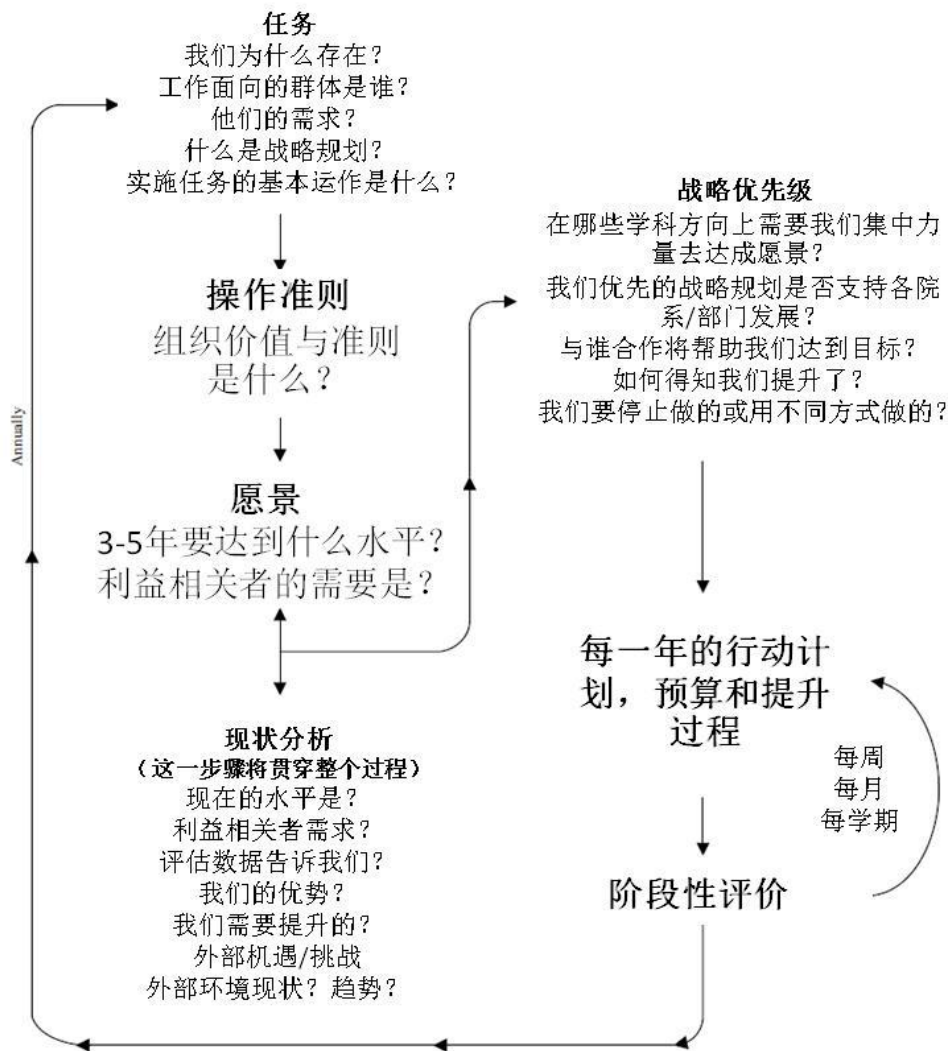 任务
我们为什么存在？
工作面向的群体是谁？
他们的需求？
什么是战略规划？
实施任务的基本运作是什么？
操作准则
组织价值与准则
是什么？
愿景
3-5年要达到什么水平？
利益相关者的需要是？
现状分析
（这一步骤将贯穿整个过程）
现在的水平是？
利益相关者需求？
评估数据告诉我们？
我们的优势？
我们需要提升的？
外部机遇/挑战
外部环境现状？趋势？
Annually
战略优先级
在哪些学科方向上需要我们集中力
量去达成愿景？
我们优先的战略规划是否支持各院
系/部门发展？
与谁合作将帮助我们达到目标？
如何得知我们提升了？
我们要停止做的或用不同方式做的？
每一年的行动计
划，预算和提升
过程
每周
每月
每学期
阶段性评价